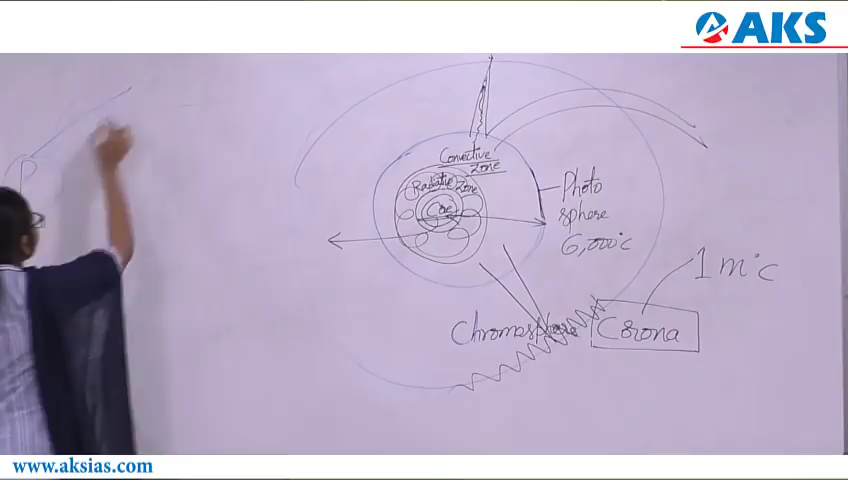 AKS
P
Convective
Zone
Radiative Zone
Core
Photo
sphere
6,000°C
1 m°C
Chromosphere
Corona
www.aksias.com